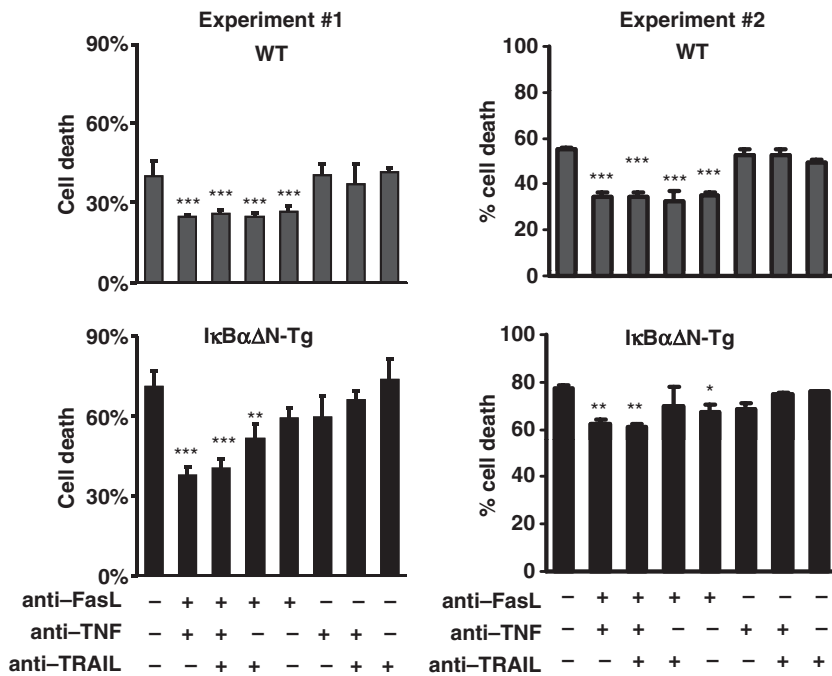 Experiment #1
WT
90%
60%
30%
0%
Cell death
*** *** *** ***
Experiment #2
WT
100
80
60
40
20
0
% cell death
*** *** *** ***
IκBαΔN-Tg
90%
60%
30%
0%
Cell death
*** *** **
IκBαΔN-Tg
100
80
60
40
20
0
% cell death
** ** *
anti–FasL – + + + + – – –
anti–TNF – + + – – + + –
anti–TRAIL – – + + – – + +
anti–FasL – + + + + – – –
anti–TNF – + + – – + + –
anti–TRAIL – – + + – – + +